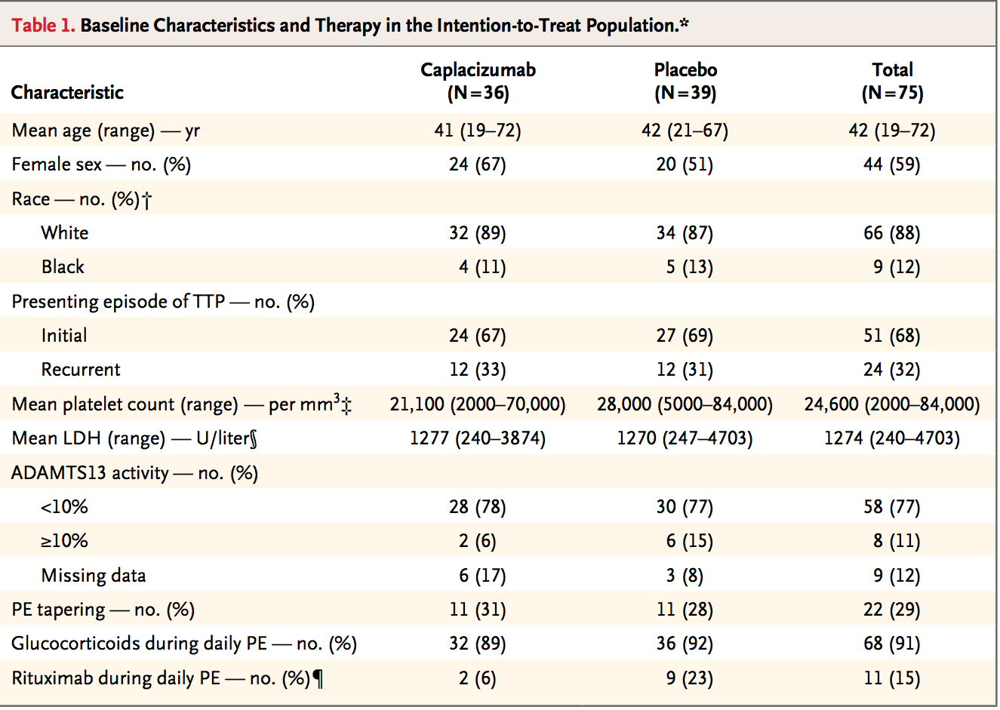 Table 1. Baseline Characteristics and Therapy in the Intention-to-Treat Population.*
Characteristic Caplacizumab (N=36) Placebo (N=39) Total (N=75)
Mean age (range) — yr 41 (19–72) 42 (21–67) 42 (19–72)
Female sex — no. (%) 24 (67) 20 (51) 44 (59)
Race — no. (%)†
White 32 (89) 34 (87) 66 (88)
Black 4 (11) 5 (13) 9 (12)
Presenting episode of TTP — no. (%)
Initial 24 (67) 27 (69) 51 (68)
Recurrent 12 (33) 12 (31) 24 (32)
Mean platelet count (range) — per mm³‡ 21,100 (2000–70,000) 28,000 (5000–84,000) 24,600 (2000–84,000)
Mean LDH (range) — U/liter§ 1277 (240–3874) 1270 (247–4703) 1274 (240–4703)
ADAMTS13 activity — no. (%)
<10% 28 (78) 30 (77) 58 (77)
≥10% 2 (6) 6 (15) 8 (11)
Missing data 6 (17) 3 (8) 9 (12)
PE tapering — no. (%) 11 (31) 11 (28) 22 (29)
Glucocorticoids during daily PE — no. (%) 32 (89) 36 (92) 68 (91)
Rituximab during daily PE — no. (%)¶ 2 (6) 9 (23) 11 (15)